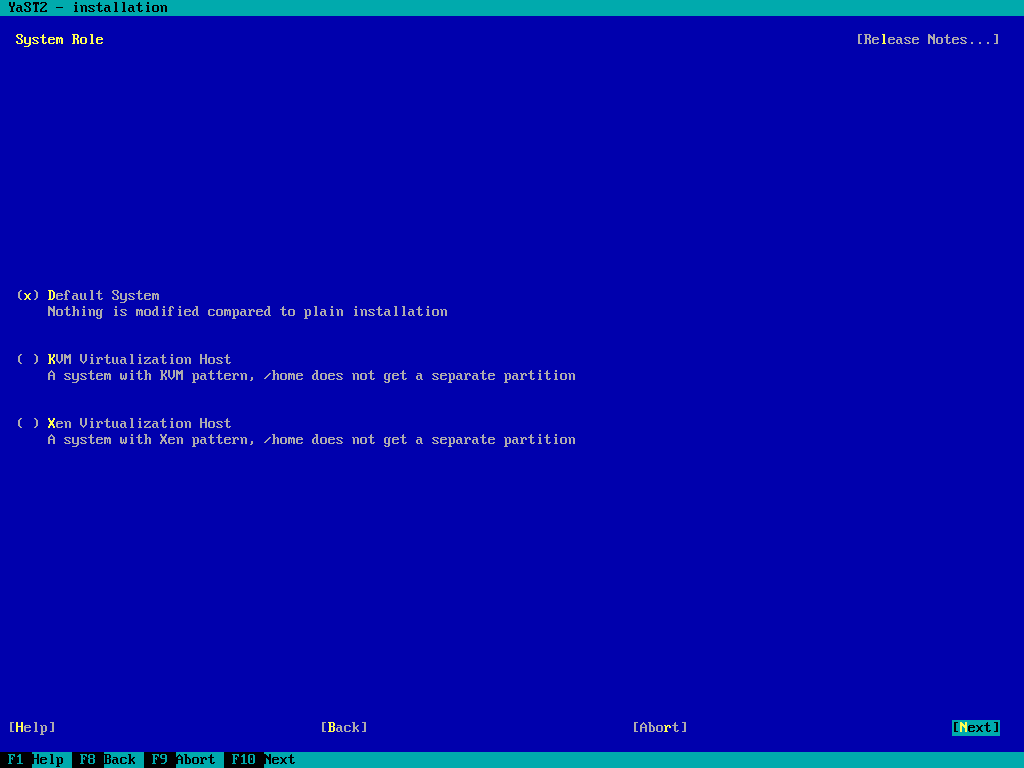 YaST2 - installation
System Role [Release Notes...]
(x) Default System
Nothing is modified compared to plain installation
( ) KVM Virtualization Host
A system with KVM pattern, /home does not get a separate partition
( ) Xen Virtualization Host
A system with Xen pattern, /home does not get a separate partition
[Help] [Back] [Abort] [Next]
F1 Help F8 Back F9 Abort F10 Next